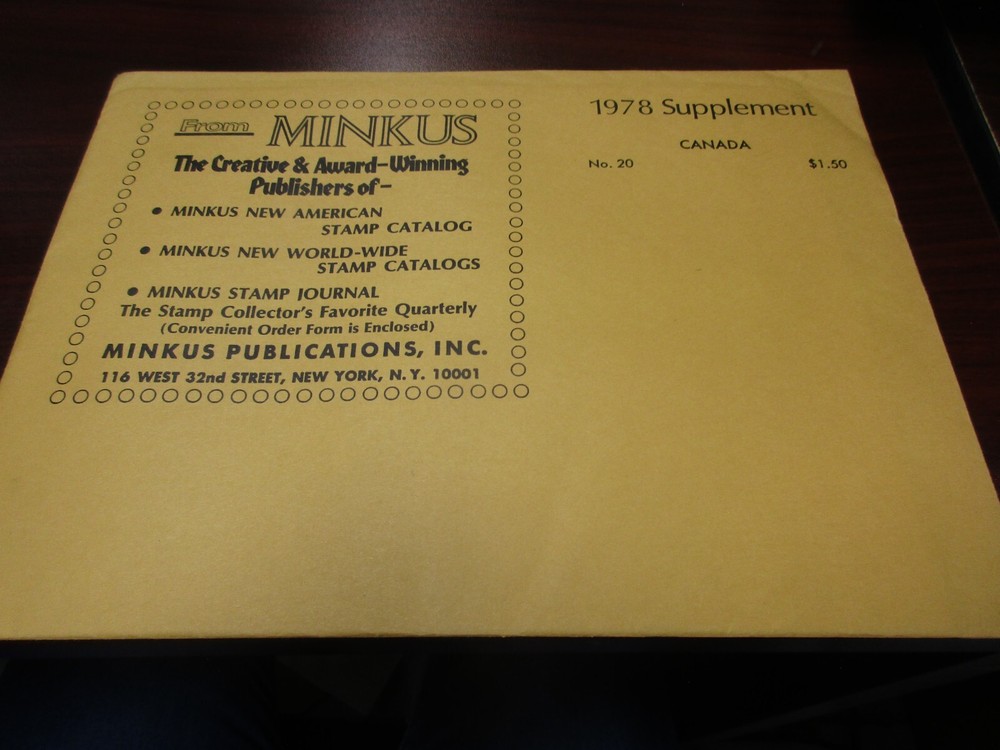 From MINKUS
The Creative & Award-Winning
Publishers of-
• MINKUS NEW AMERICAN
STAMP CATALOG
• MINKUS NEW WORLD-WIDE
STAMP CATALOGS
• MINKUS STAMP JOURNAL
The Stamp Collector's Favorite Quarterly
(Convenient Order Form is Enclosed)
MINKUS PUBLICATIONS, INC.
116 WEST 32nd STREET, NEW YORK, N. Y. 10001
1978 Supplement
CANADA
No. 20 $1.50